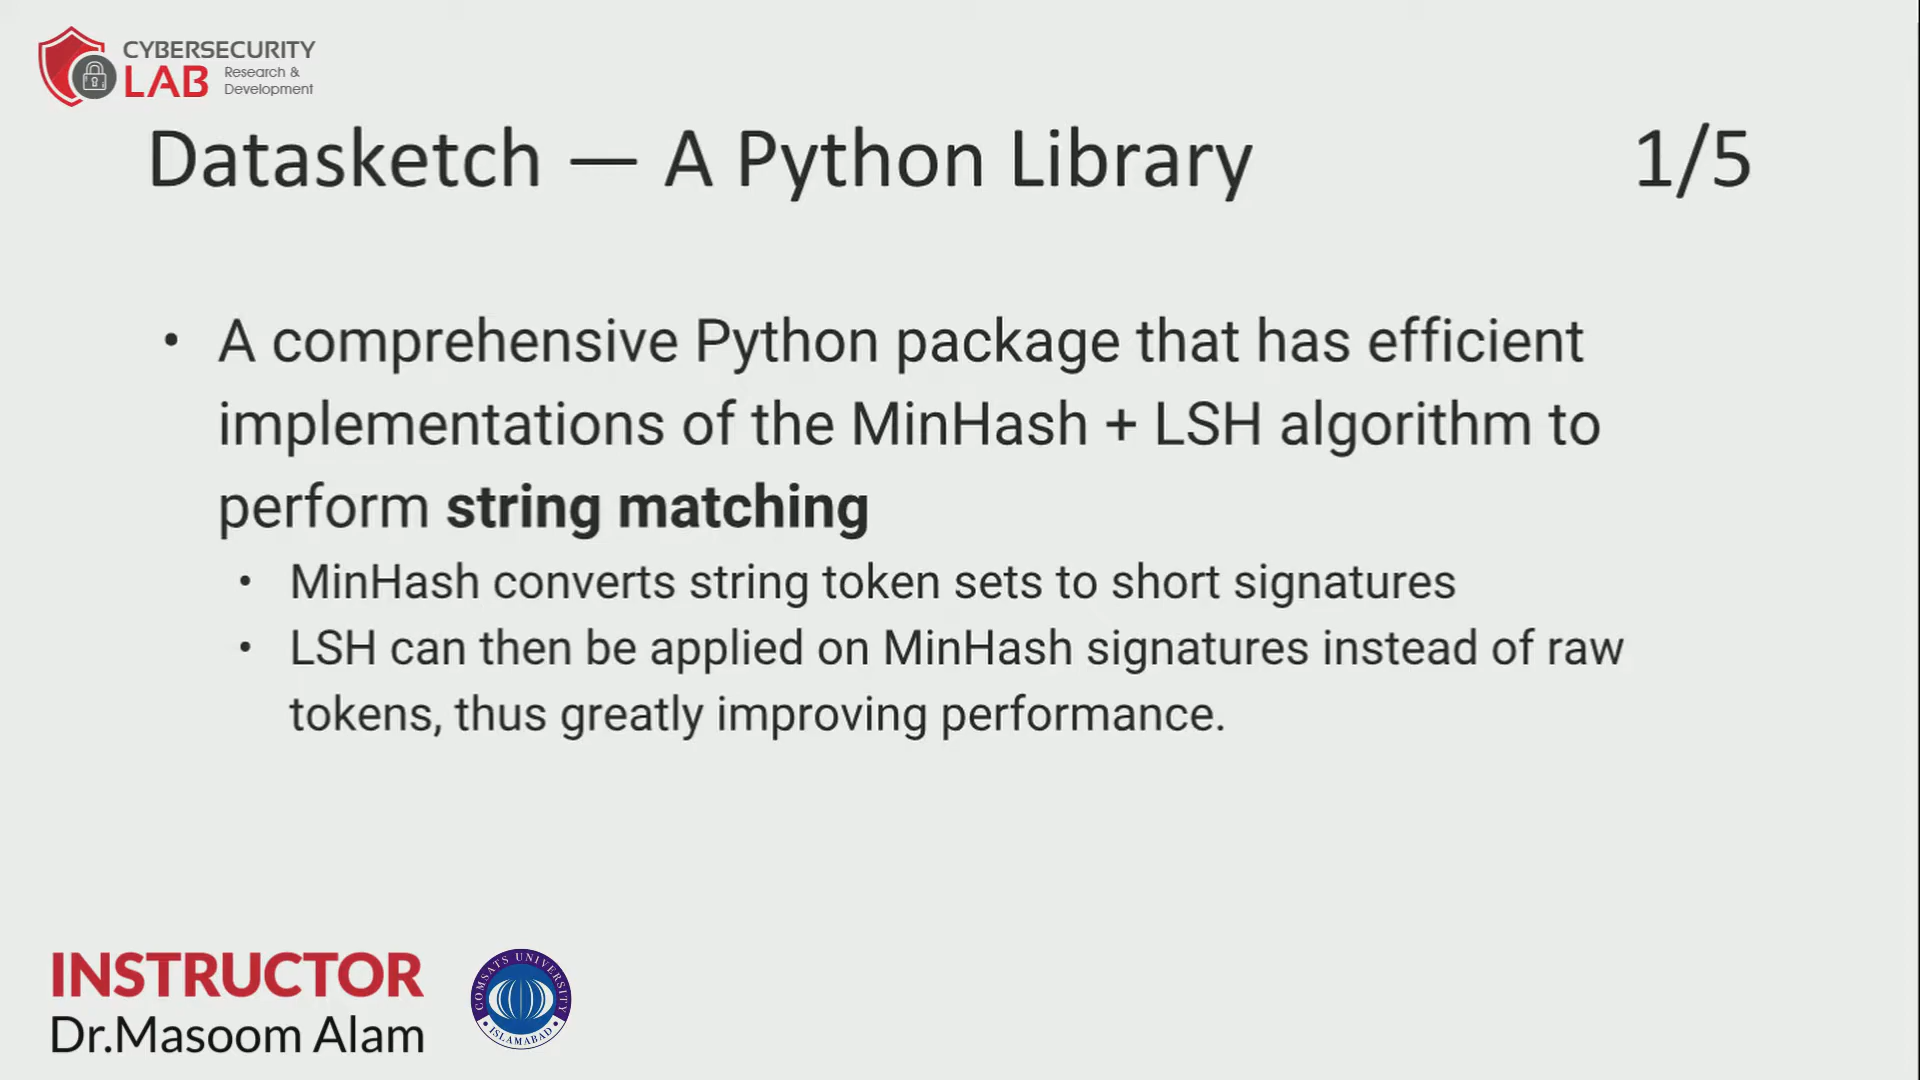 CYBERSECURITY
LAB Research &
Development
Datasketch — A Python Library 1/5
• A comprehensive Python package that has efficient
implementations of the MinHash + LSH algorithm to
perform string matching
• MinHash converts string token sets to short signatures
• LSH can then be applied on MinHash signatures instead of raw
tokens, thus greatly improving performance.
INSTRUCTOR
Dr.Masoom Alam
COMSATS UNIVERSITY
• ISLAMABAD •